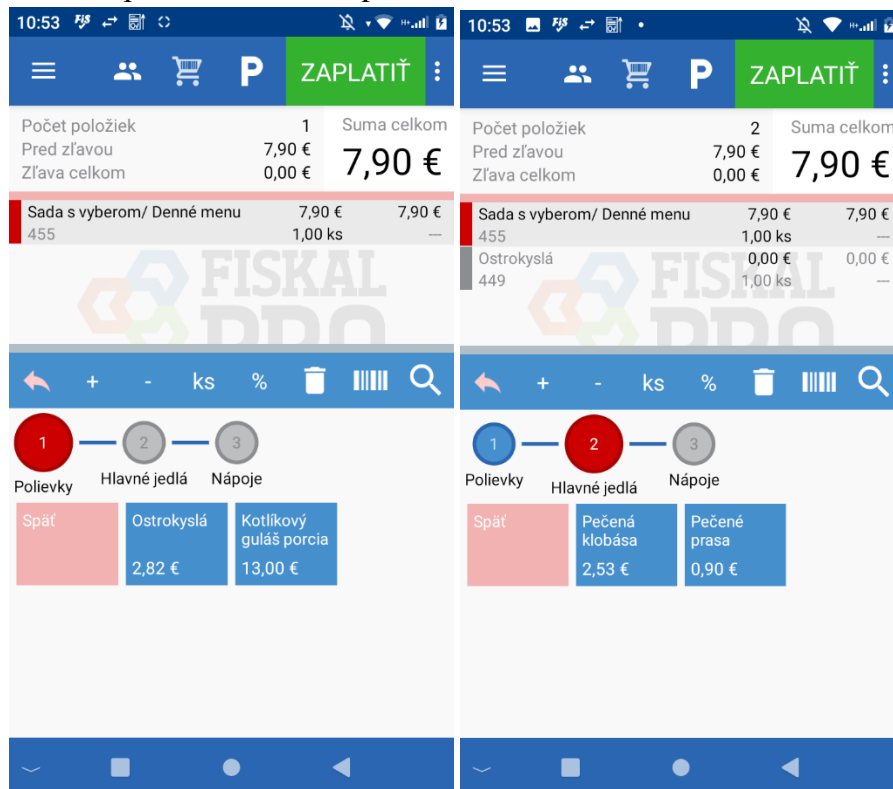 10:53
ZAPLATIŤ
Počet položiek 1
Pred zľavou 7,90 €
Zľava celkom 0,00 €
Suma celkom
7,90 €
Sada s vyberom/ Denné menu 7,90 € 7,90 €
455 1,00 ks ---
FISKAL
PRO
+ - ks %
1 2 3
Polievky Hlavné jedlá Nápoje
Späť
Ostrokyslá
2,82 €
Kotlíkový
guláš porcia
13,00 €
10:53
ZAPLATIŤ
Počet položiek 2
Pred zľavou 7,90 €
Zľava celkom 0,00 €
Suma celkom
7,90 €
Sada s vyberom/ Denné menu 7,90 € 7,90 €
455 1,00 ks ---
Ostrokyslá 0,00 € 0,00 €
449 1,00 ks ---
FISKAL
PRO
+ - ks %
1 2 3
Polievky Hlavné jedlá Nápoje
Späť
Pečená
klobása
2,53 €
Pečené
prasa
0,90 €